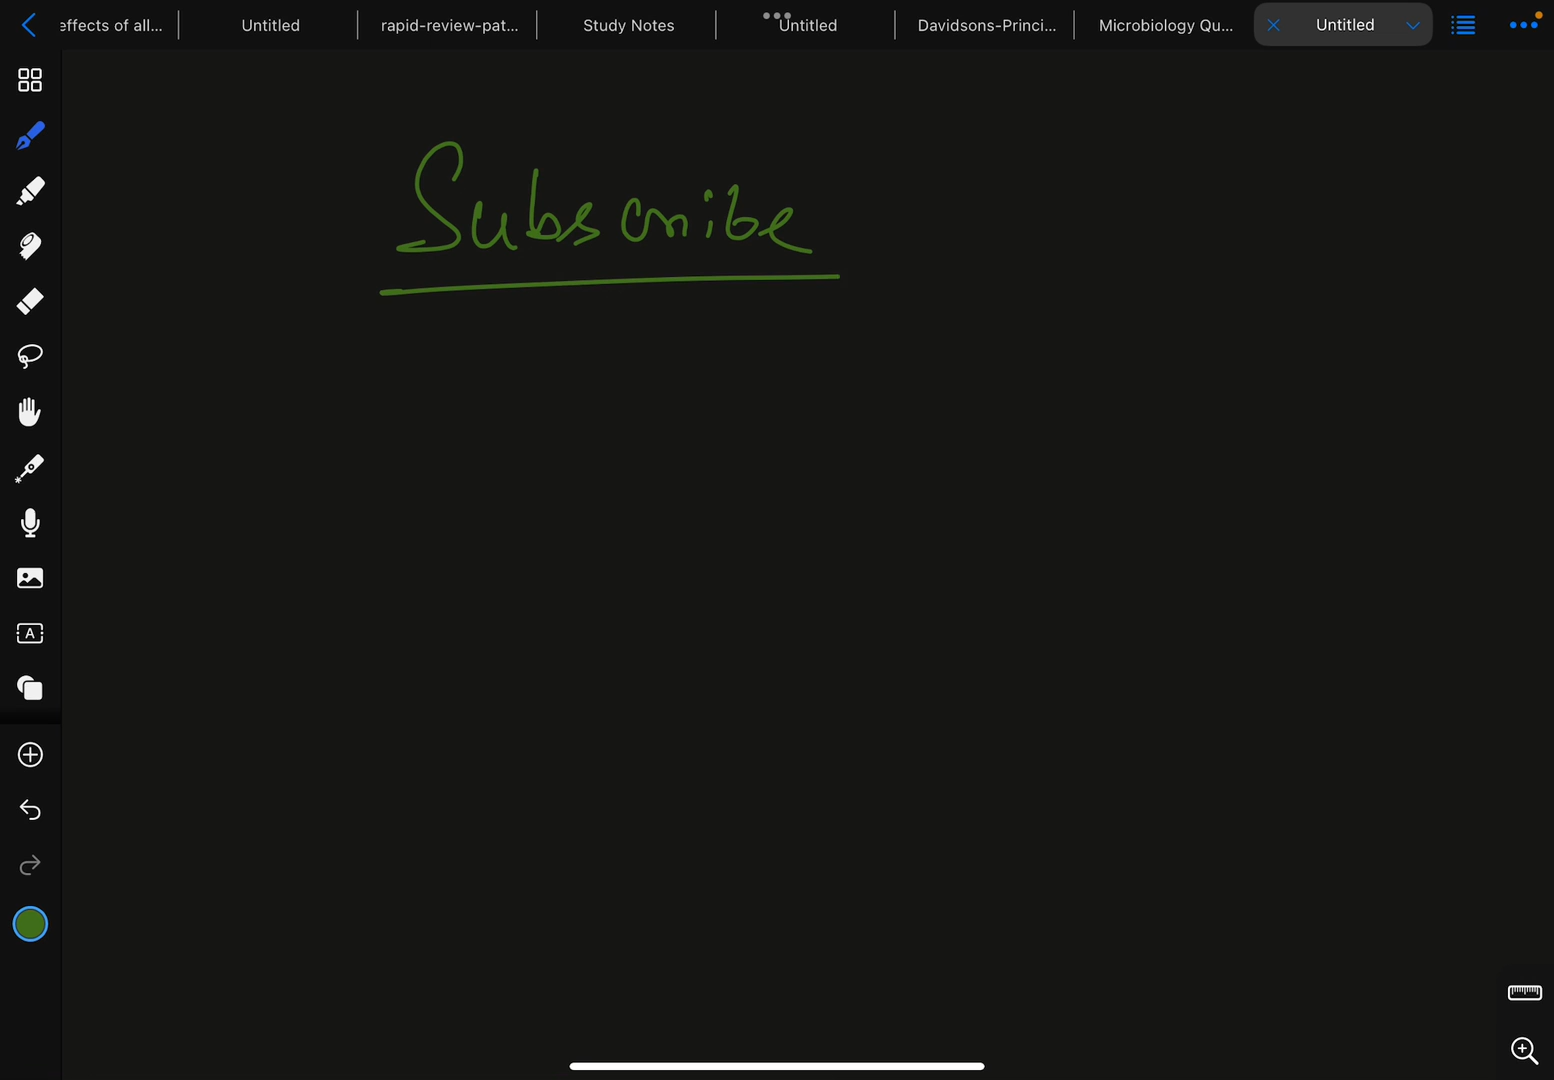 effects of all...
Untitled
rapid-review-pat...
Study Notes
Untitled
Davidsons-Princi...
Microbiology Qu...
Untitled
Subscribe
A